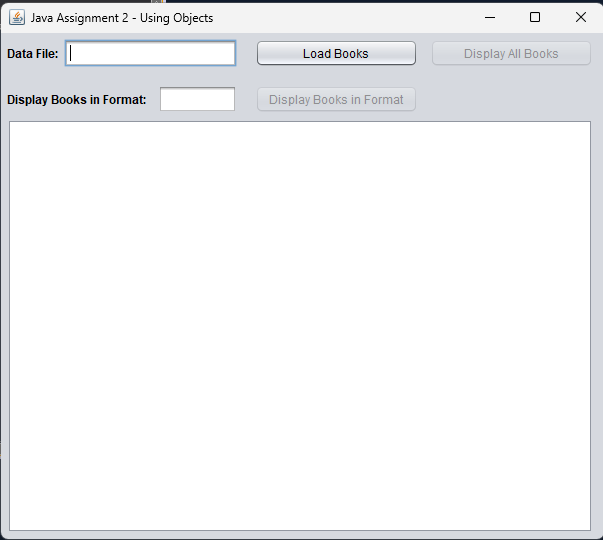 Java Assignment 2 - Using Objects
Data File: Load Books Display All Books
Display Books in Format: Display Books in Format